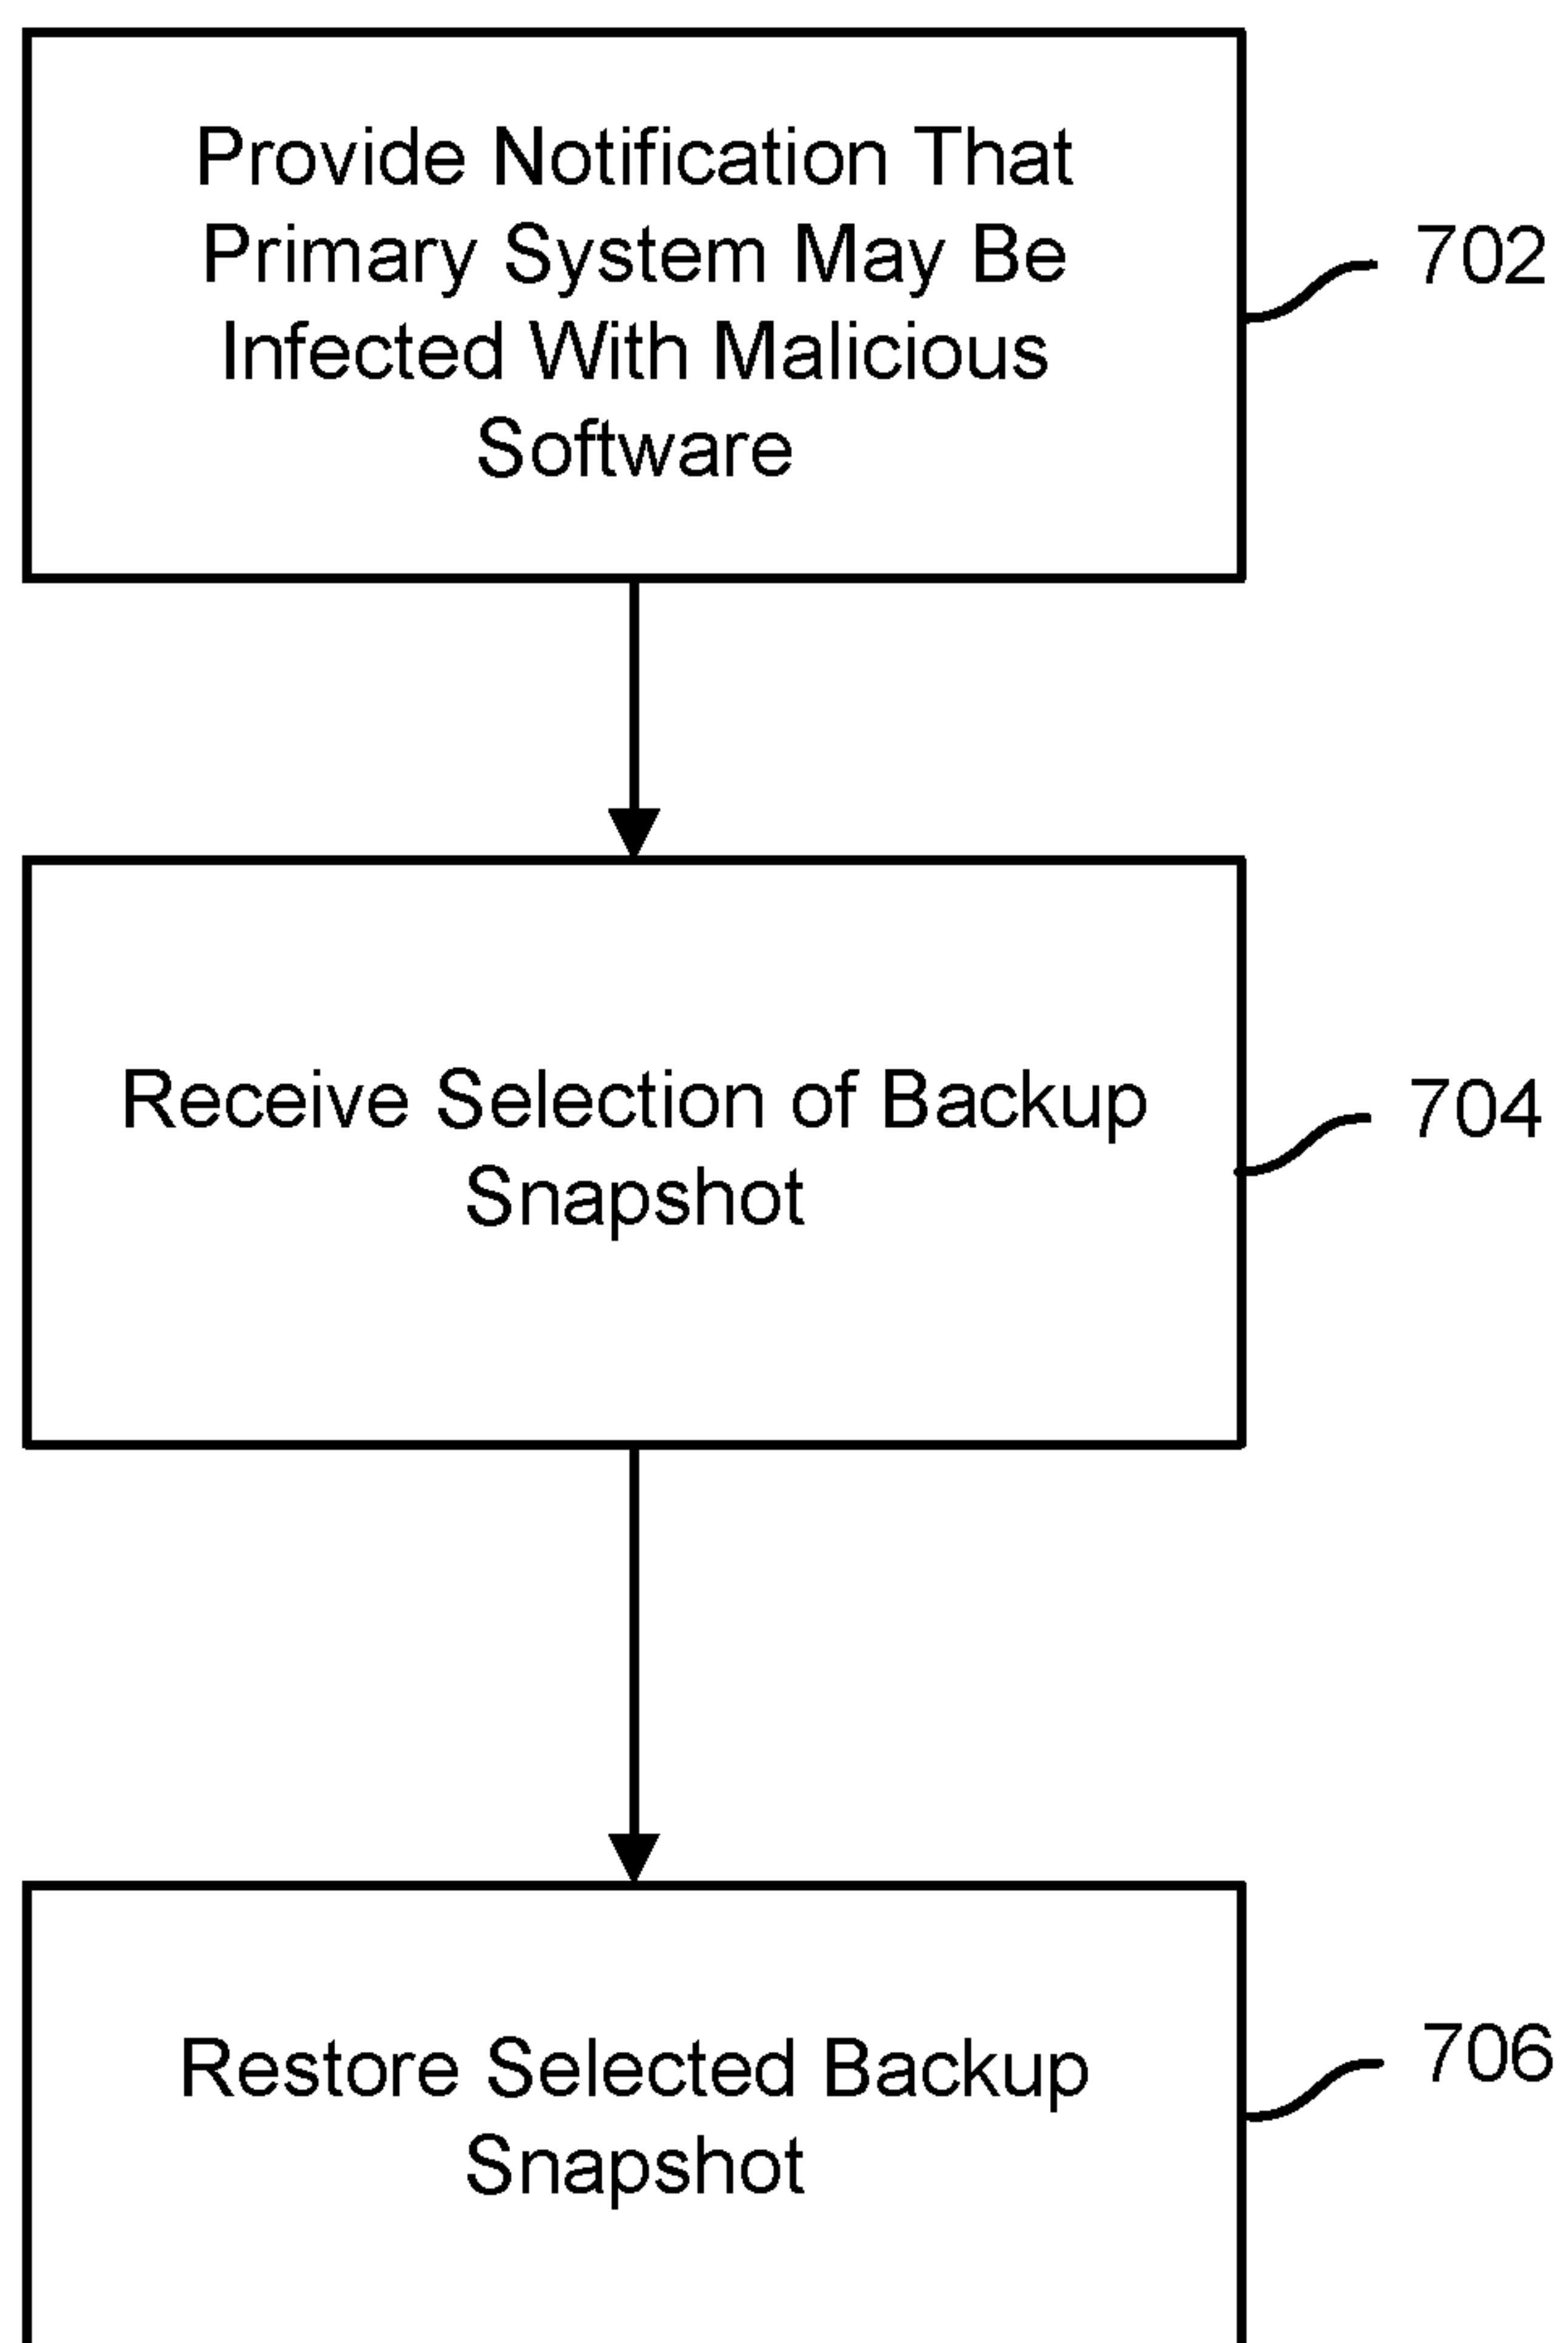 Provide Notification That
Primary System May Be
Infected With Malicious
Software
702
Receive Selection of Backup
Snapshot
704
Restore Selected Backup
Snapshot
706